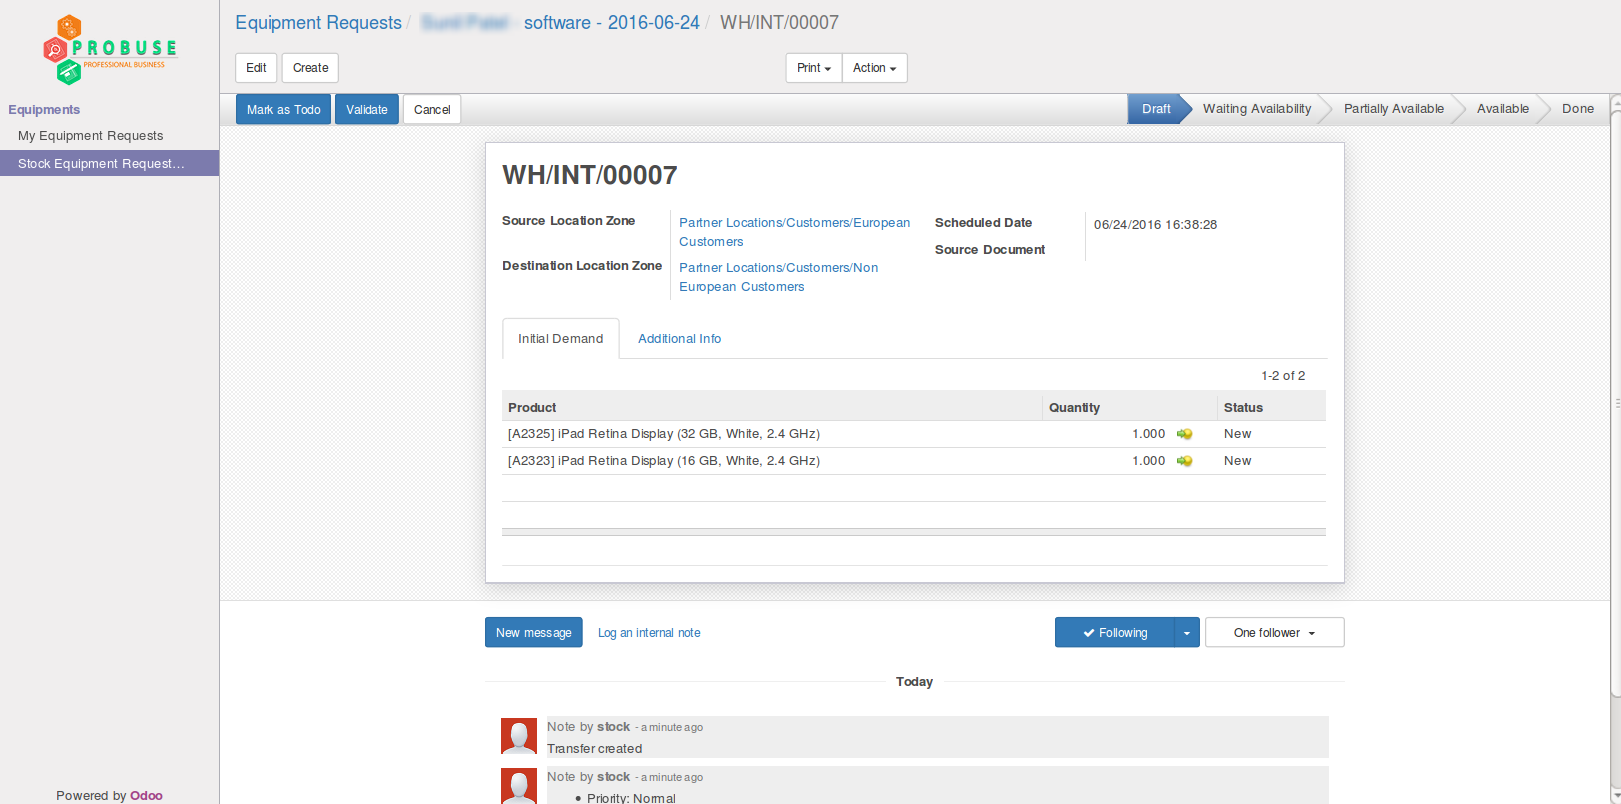 PROBUSE
PROFESSIONAL BUSINESS
Equipments
My Equipment Requests
Stock Equipment Request...
Powered by Odoo
Equipment Requests / software - 2016-06-24 / WH/INT/00007
Edit Create Print Action
Mark as Todo Validate Cancel Draft Waiting Availability Partially Available Available Done
WH/INT/00007
Source Location Zone Partner Locations/Customers/European
Customers
Destination Location Zone Partner Locations/Customers/Non
European Customers
Scheduled Date 06/24/2016 16:38:28
Source Document
Initial Demand Additional Info
1-2 of 2
Product Quantity Status
[A2325] iPad Retina Display (32 GB, White, 2.4 GHz) 1.000 New
[A2323] iPad Retina Display (16 GB, White, 2.4 GHz) 1.000 New
New message Log an internal note Following One follower
Today
Note by stock - a minute ago
Transfer created
Note by stock - a minute ago
• Priority: Normal